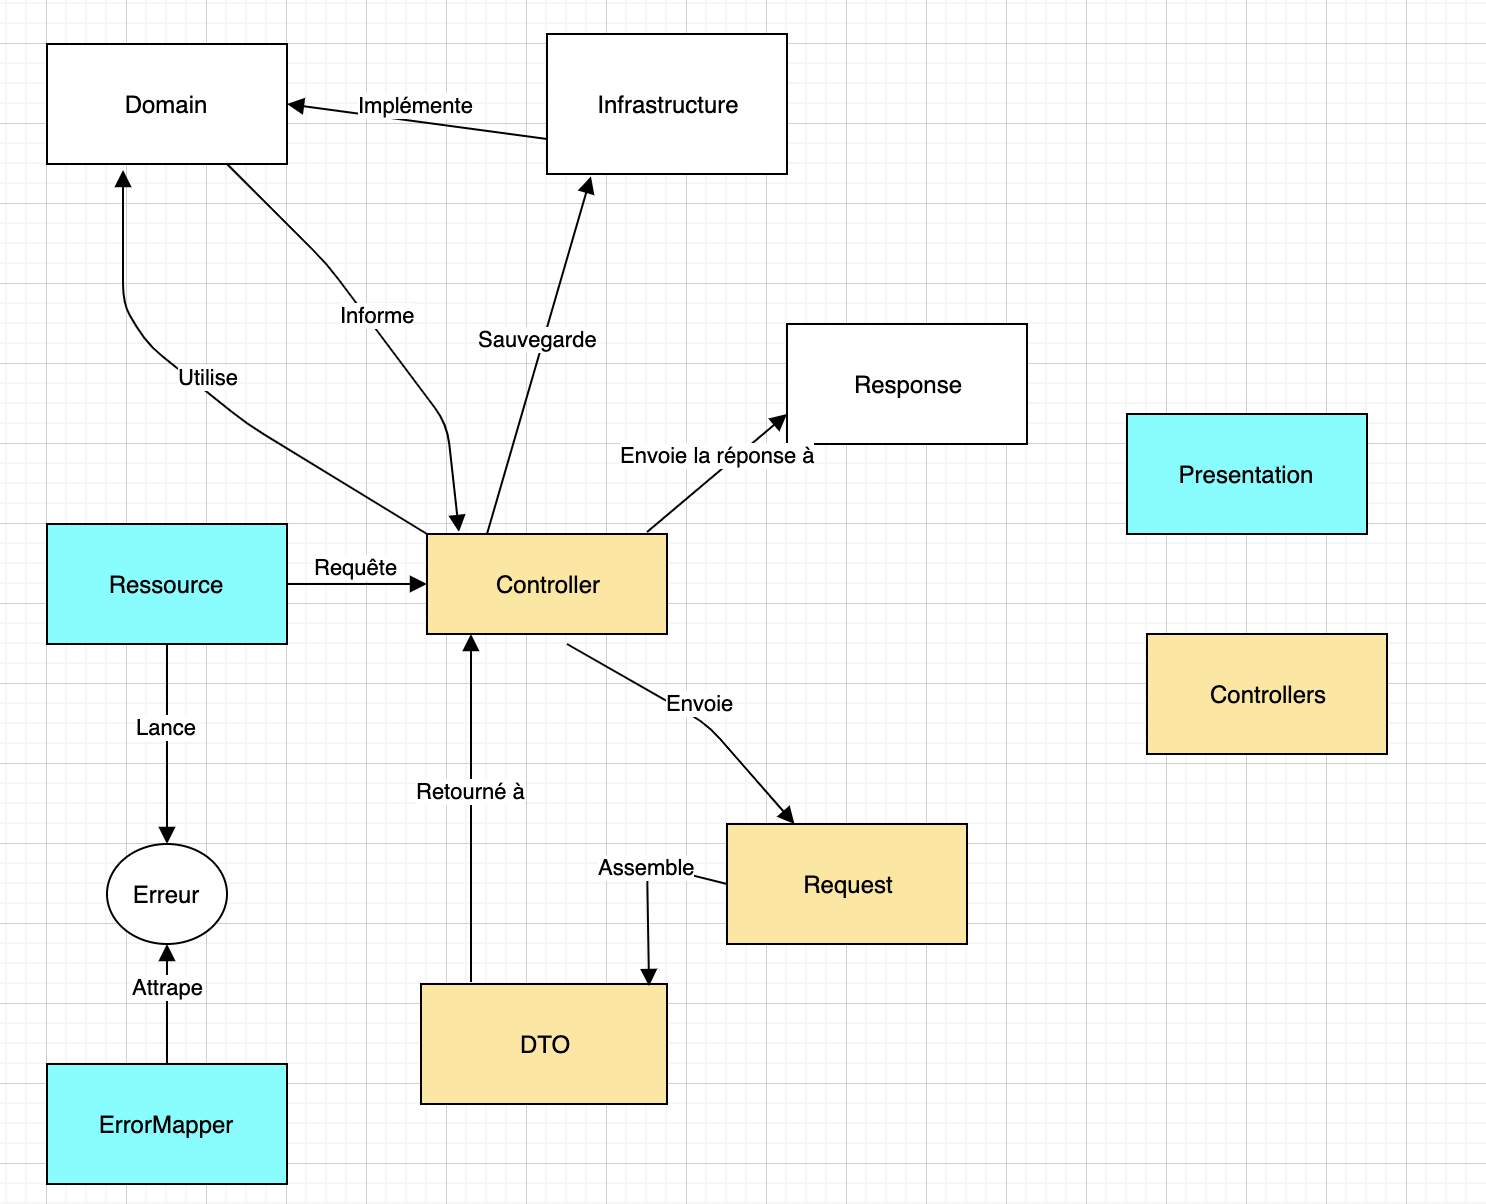 Domain
Implémente
Infrastructure
Informe
Sauvegarde
Utilise
Response
Envoie la réponse à
Presentation
Ressource
Requête
Controller
Controllers
Lance
Envoie
Retourné à
Assemble
Request
Erreur
Attrape
DTO
ErrorMapper